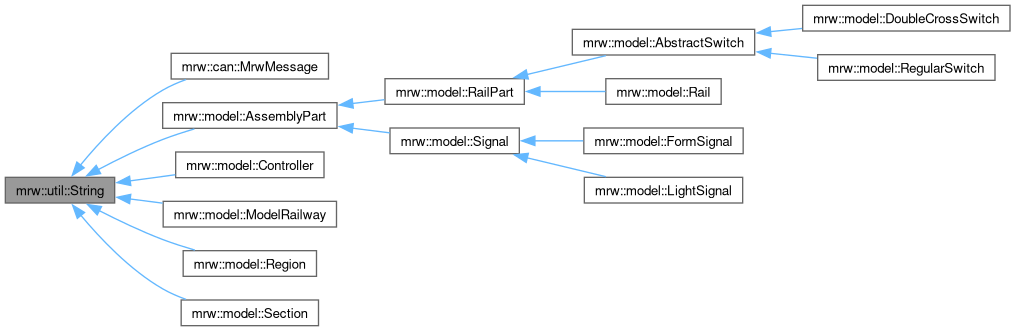 mrw::model::DoubleCrossSwitch
mrw::model::AbstractSwitch
mrw::can::MrwMessage
mrw::model::RegularSwitch
mrw::model::RailPart
mrw::model::Rail
mrw::model::AssemblyPart
mrw::model::Signal
mrw::model::FormSignal
mrw::model::Controller
mrw::util::String
mrw::model::LightSignal
mrw::model::ModelRailway
mrw::model::Region
mrw::model::Section